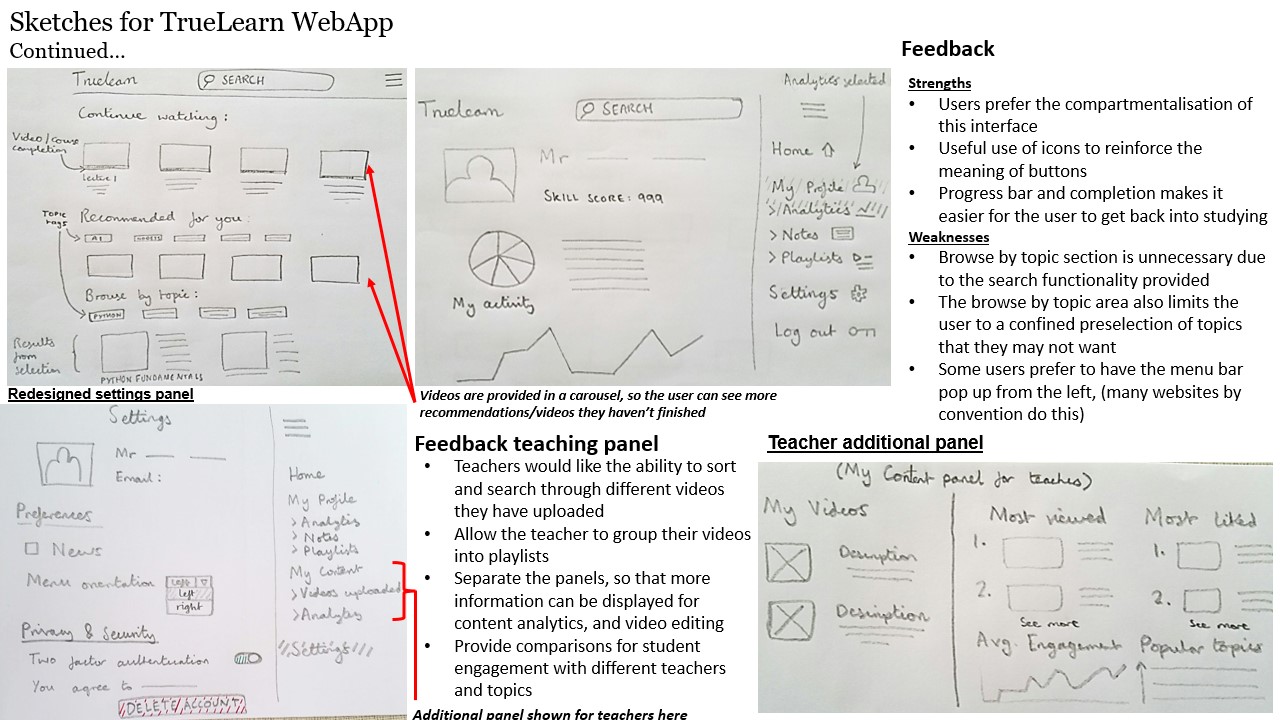 Sketches for TrueLearn WebApp
Continued...
Truelearn
SEARCH
Continue watching:
Video/course
completion
Lecture 1
Topic
tags
Recommended for you:
AI
Browse by topic:
PYTHON
Results
from
selection
PYTHON FUNDAMENTALS
Analytics selected
Truelearn
SEARCH
Mr
SKILL SCORE: 999
My activity
Home
My Profile
> Analytics
> Notes
> Playlists
Settings
Log out
Videos are provided in a carousel, so the user can see more
recommendations/videos they haven't finished
Feedback
Strengths
• Users prefer the compartmentalisation of
this interface
• Useful use of icons to reinforce the
meaning of buttons
• Progress bar and completion makes it
easier for the user to get back into studying
Weaknesses
• Browse by topic section is unnecessary due
to the search functionality provided
• The browse by topic area also limits the
user to a confined preselection of topics
that they may not want
• Some users prefer to have the menu bar
pop up from the left, (many websites by
convention do this)
Redesigned settings panel
Settings
Mr
Email:
Preferences
News
Menu orientation
left
left
right
Privacy & Security
Two factor authentication
You agree to
DELETE ACCOUNT
Home
My Profile
> Analytis
> Notes
> Playlists
My Content
> Videos uploaded
> Analytis
Settings
Feedback teaching panel
• Teachers would like the ability to sort
and search through different videos
they have uploaded
• Allow the teacher to group their videos
into playlists
• Separate the panels, so that more
information can be displayed for
content analytics, and video editing
• Provide comparisons for student
engagement with different teachers
and topics
Additional panel shown for teachers here
Teacher additional panel
(My Content panel for teaches)
My Videos
Description
Description
Most viewed
1.
2.
See more
Most liked
1.
2.
See more
Avg. Engagement
Popular topics